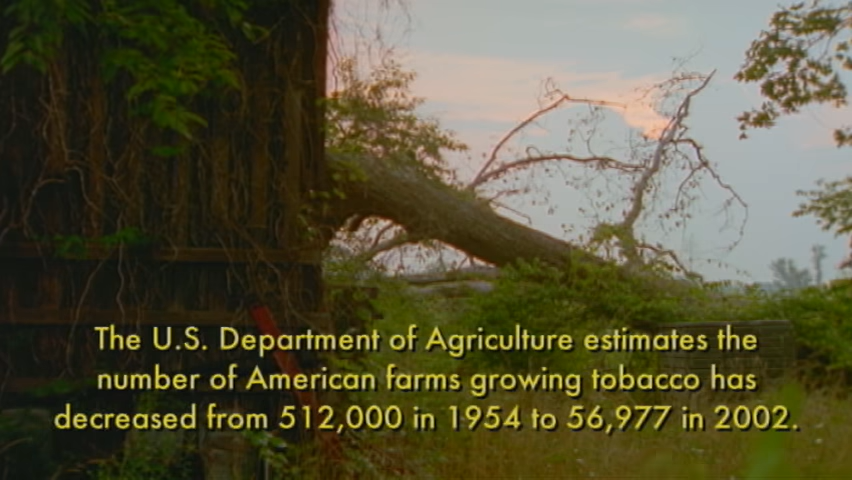 The U.S. Department of Agriculture estimates the
number of American farms growing tobacco has
decreased from 512,000 in 1954 to 56,977 in 2002.